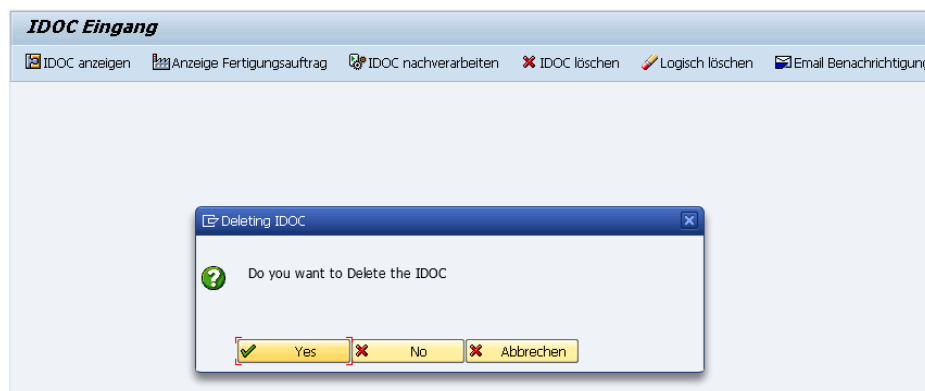 IDOC Eingang
IDOC anzeigen Anzeige Fertigungsauftrag IDOC nachverarbeiten IDOC löschen Logisch löschen Email Benachrichtigung
Deleting IDOC
Do you want to Delete the IDOC
Yes No Abbrechen